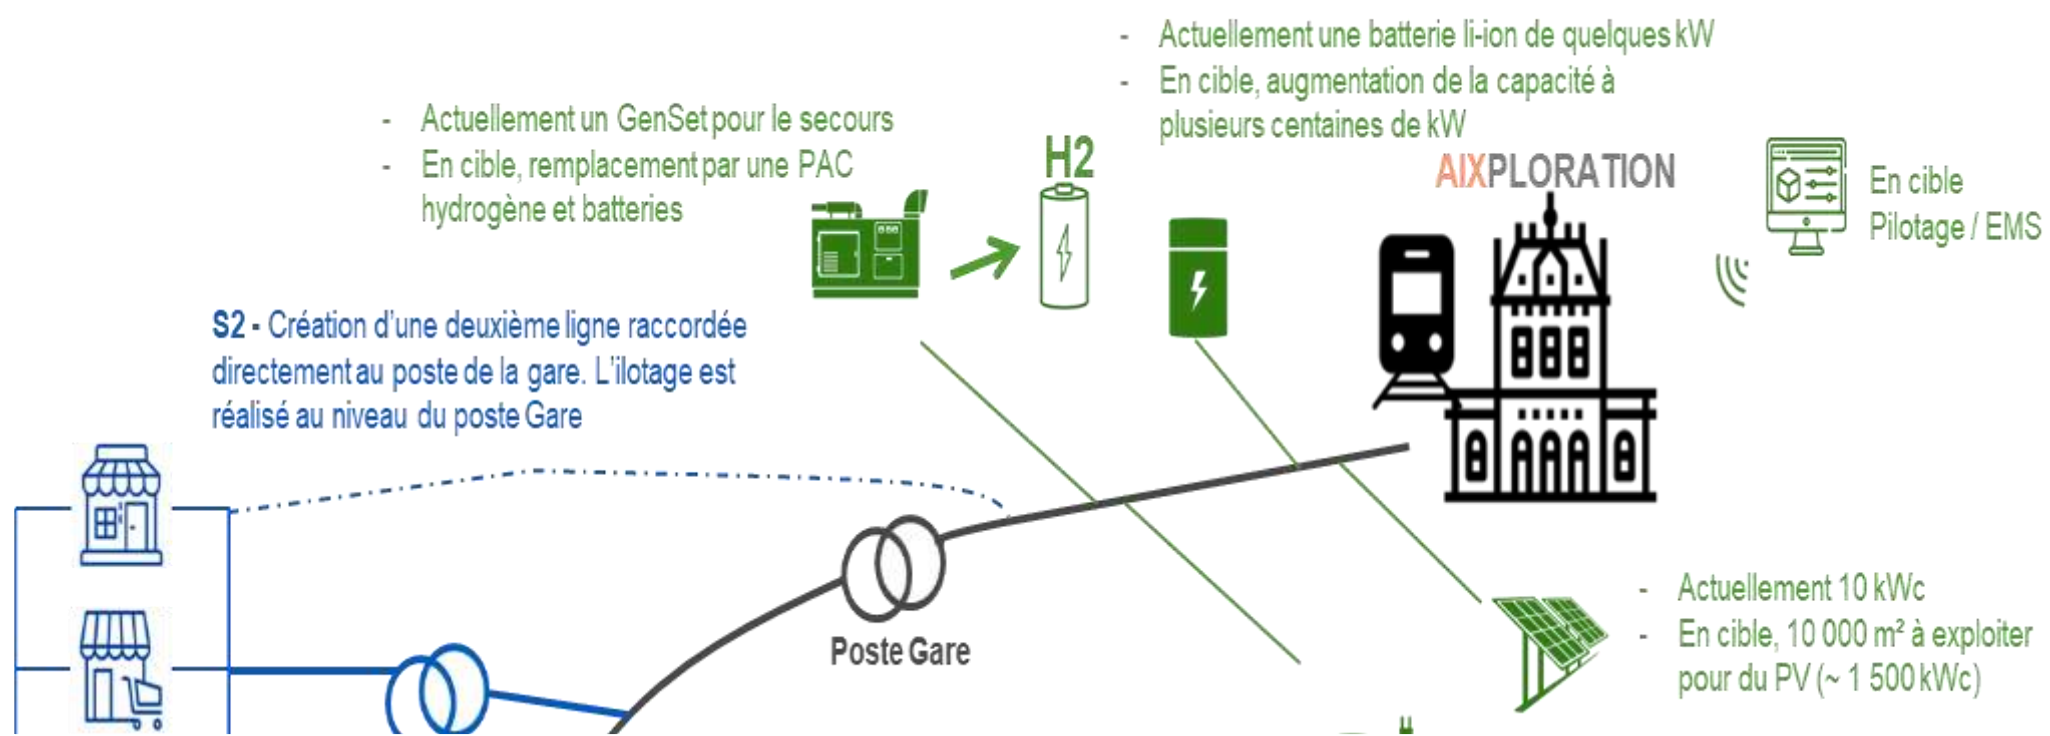 - Actuellement une batterie li-ion de quelques kW
- En cible, augmentation de la capacité à
plusieurs centaines de kW
- Actuellement un GenSet pour le secours
- En cible, remplacement par une PAC
hydrogène et batteries
H2
AIXPLORATION
En cible
Pilotage / EMS
S2 - Création d'une deuxième ligne raccordée
directement au poste de la gare. L'ilotage est
réalisé au niveau du poste Gare
Poste Gare
- Actuellement 10 kWc
- En cible, 10 000 m² à exploiter
pour du PV (~ 1 500 kWc)